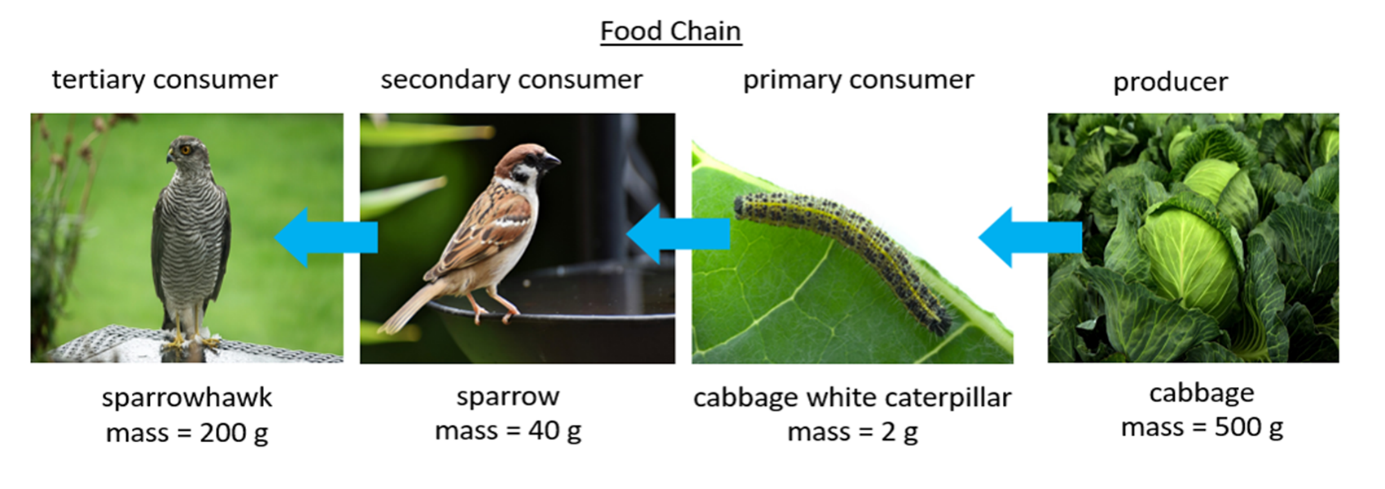 Food Chain
tertiary consumer
secondary consumer
primary consumer
producer
sparrowhawk
mass = 200 g
sparrow
mass = 40 g
cabbage white caterpillar
mass = 2 g
cabbage
mass = 500 g